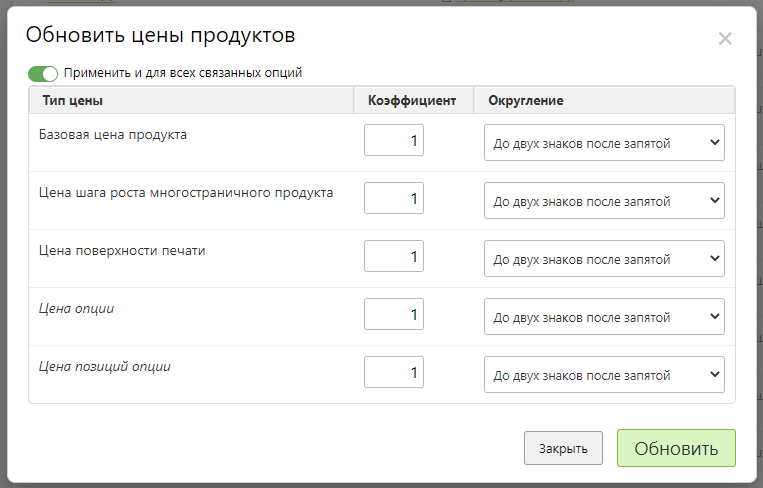 Обновить цены продуктов
×
Применить и для всех связанных опций
Тип цены Коэффициент Округление
Базовая цена продукта 1 До двух знаков после запятой
Цена шага роста многостраничного продукта 1 До двух знаков после запятой
Цена поверхности печати 1 До двух знаков после запятой
Цена опции 1 До двух знаков после запятой
Цена позиций опции 1 До двух знаков после запятой
Закрыть Обновить